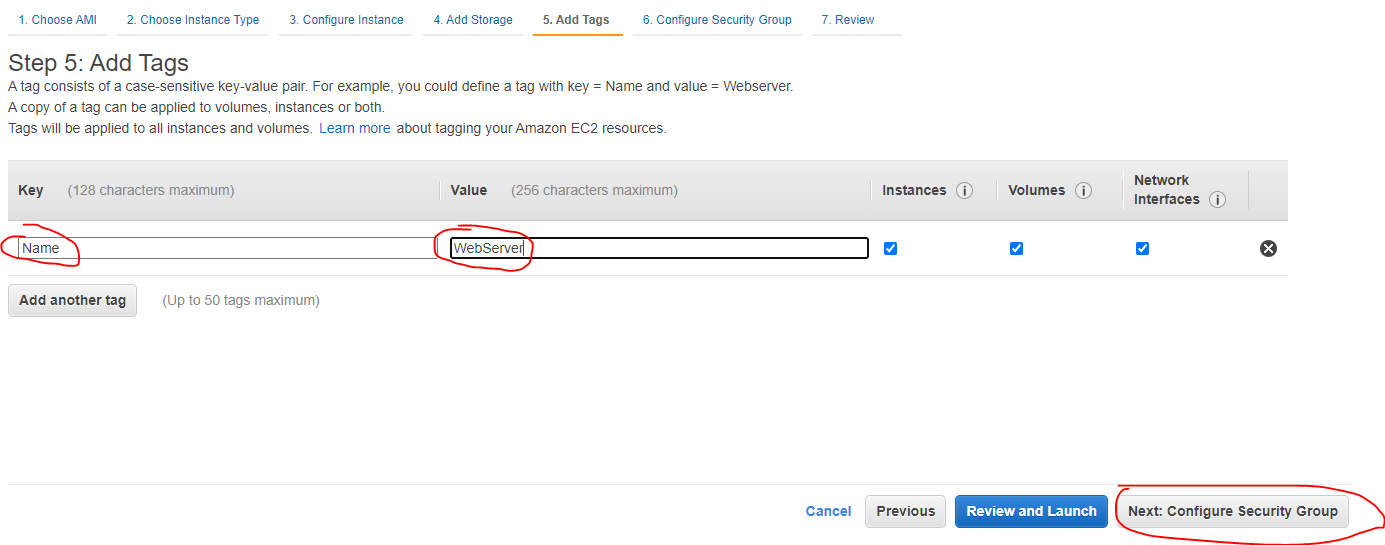 1. Choose AMI 2. Choose Instance Type 3. Configure Instance 4. Add Storage 5. Add Tags 6. Configure Security Group 7. Review
Step 5: Add Tags
A tag consists of a case-sensitive key-value pair. For example, you could define a tag with key = Name and value = Webserver.
A copy of a tag can be applied to volumes, instances or both.
Tags will be applied to all instances and volumes. Learn more about tagging your Amazon EC2 resources.
Key (128 characters maximum) Value (256 characters maximum) Instances i Volumes i Network
Interfaces i
Name WebServer
Add another tag (Up to 50 tags maximum)
Cancel Previous Review and Launch Next: Configure Security Group